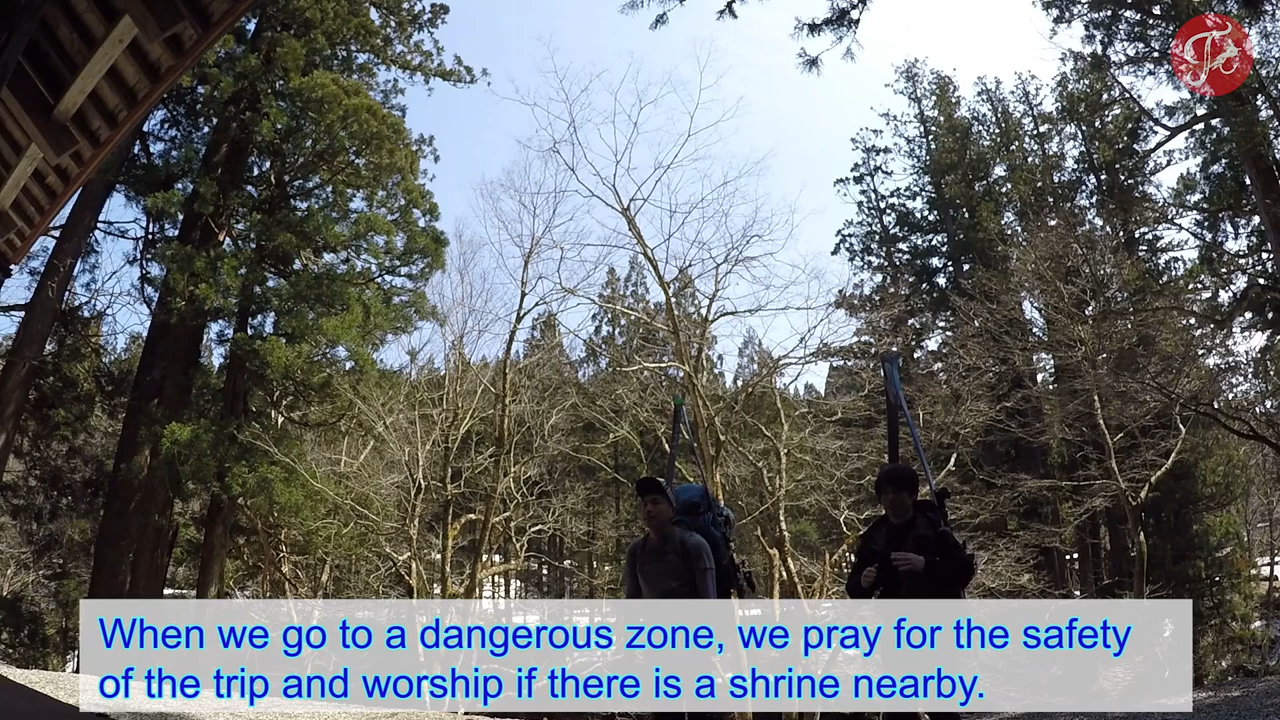 When we go to a dangerous zone, we pray for the safety
of the trip and worship if there is a shrine nearby.